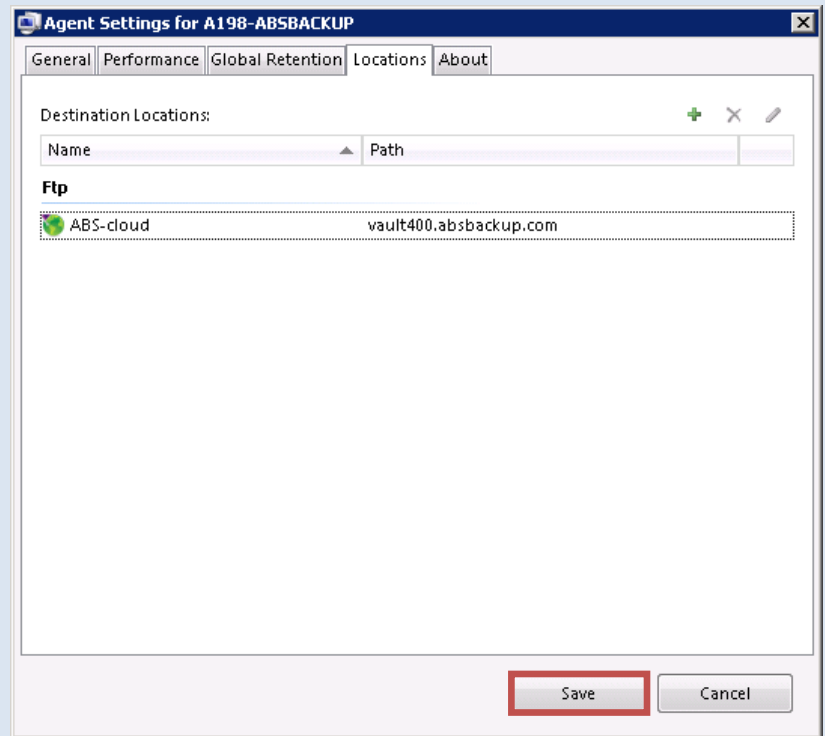 Agent Settings for A198-ABSBACKUP
General Performance Global Retention Locations About
Destination Locations:
Name Path
Ftp
ABS-cloud vault400.absbackup.com
Save Cancel